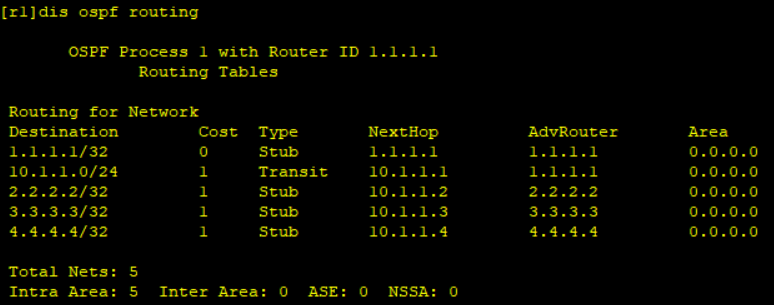 [r1]dis ospf routing
OSPF Process 1 with Router ID 1.1.1.1
Routing Tables
Routing for Network
Destination Cost Type NextHop AdvRouter Area
1.1.1.1/32 0 Stub 1.1.1.1 1.1.1.1 0.0.0.0
10.1.1.0/24 1 Transit 10.1.1.1 1.1.1.1 0.0.0.0
2.2.2.2/32 1 Stub 10.1.1.2 2.2.2.2 0.0.0.0
3.3.3.3/32 1 Stub 10.1.1.3 3.3.3.3 0.0.0.0
4.4.4.4/32 1 Stub 10.1.1.4 4.4.4.4 0.0.0.0
Total Nets: 5
Intra Area: 5 Inter Area: 0 ASE: 0 NSSA: 0